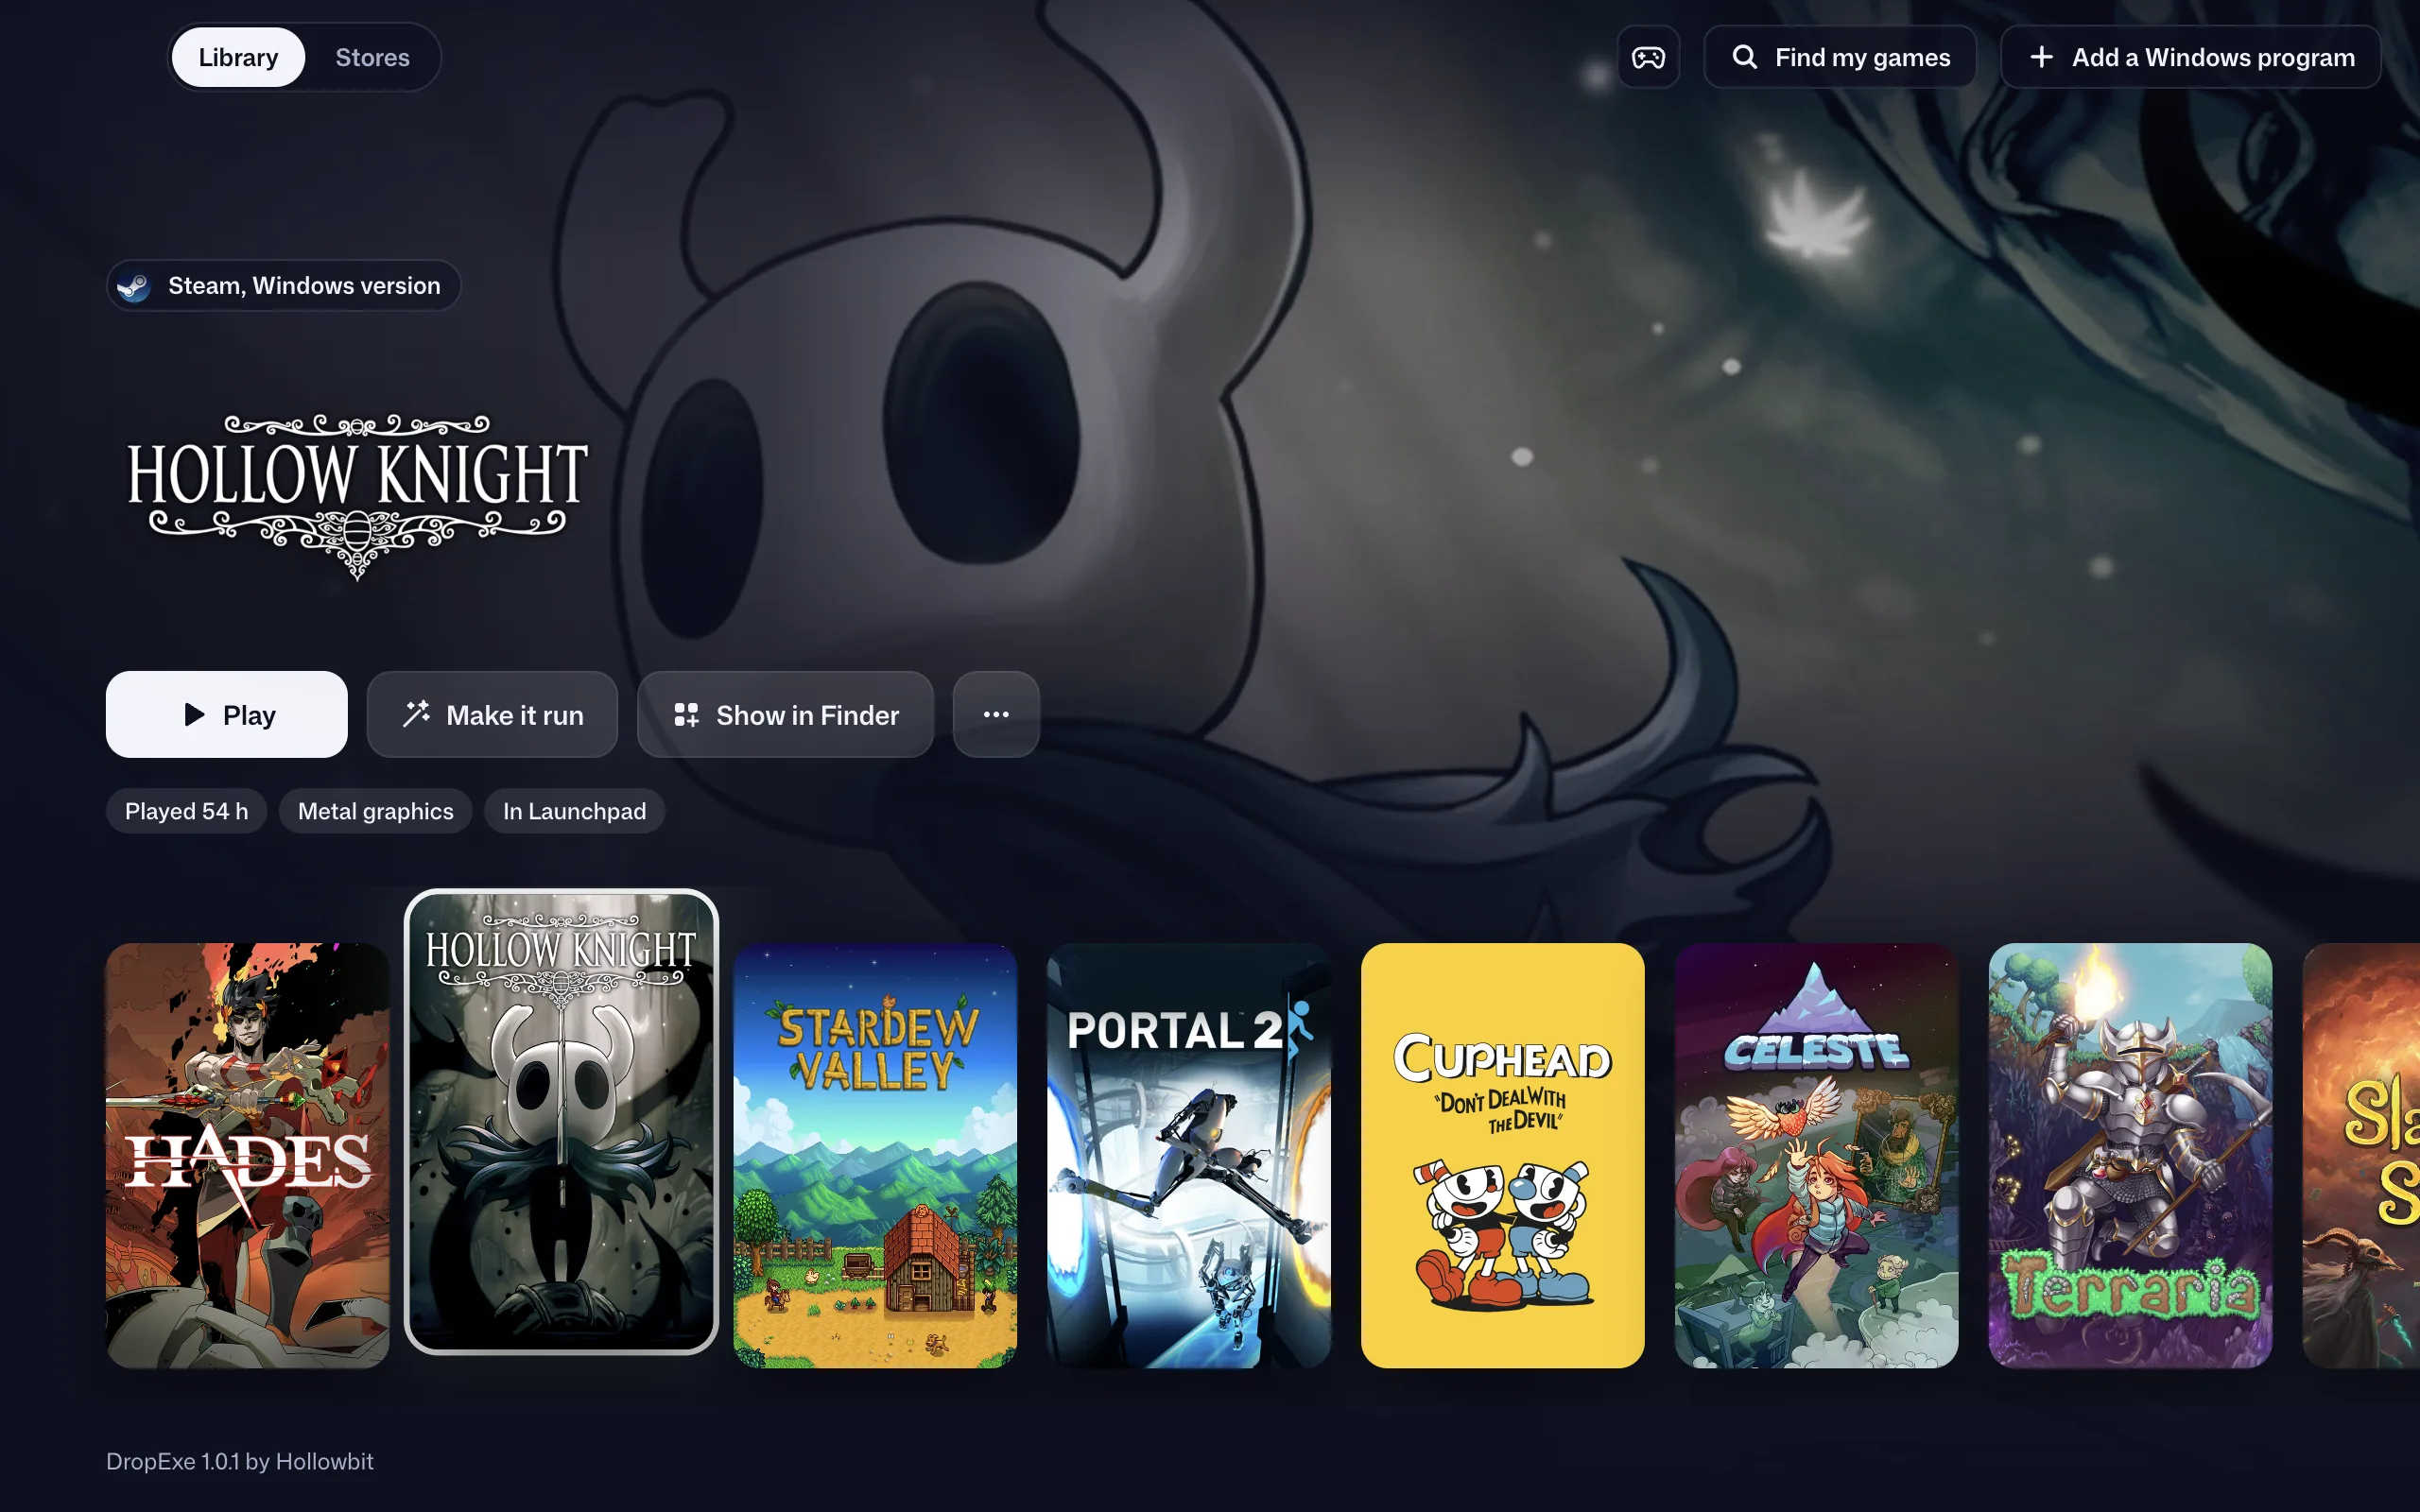 Library
Stores
Find my games
Add a Windows program
Steam, Windows version
HOLLOW KNIGHT
Play
Make it run
Show in Finder
Played 54 h
Metal graphics
In Launchpad
HADES
HOLLOW KNIGHT
STARDEW
VALLEY
PORTAL 2
CUPHEAD
"DON'T DEAL WITH
THE DEVIL"
CELESTE
Terraria
DropExe 1.0.1 by Hollowbit